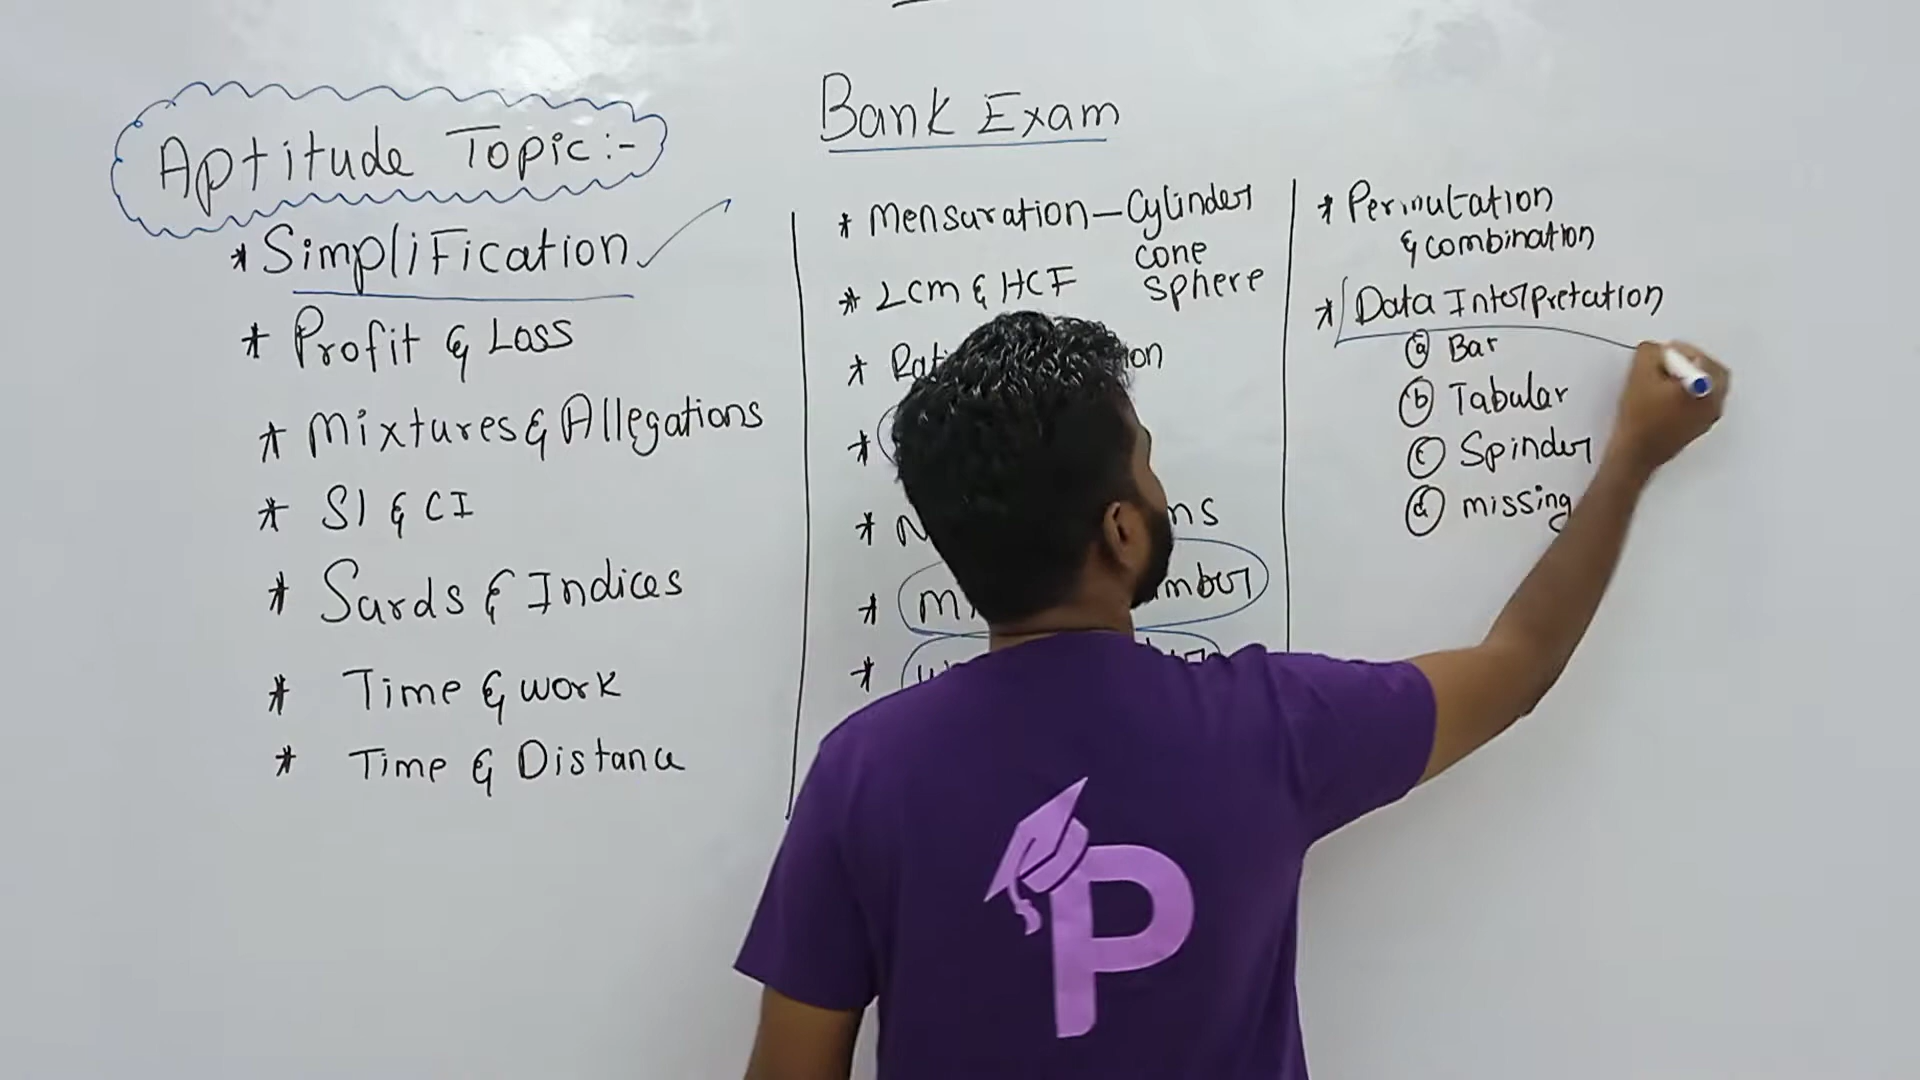 Bank Exam
Aptitude Topic:-
* Simplification
* Profit & Loss
* Mixtures & Allegations
* SI & CI
* Surds & Indices
* Time & work
* Time & Distance
* Mensuration — Cylinder
cone
sphere
* LCM & HCF
*
*
*
*
*
* Permutation
& combination
* Data Interpretation
(a) Bar
(b) Tabular
(c) Spinder
(d) missing
P